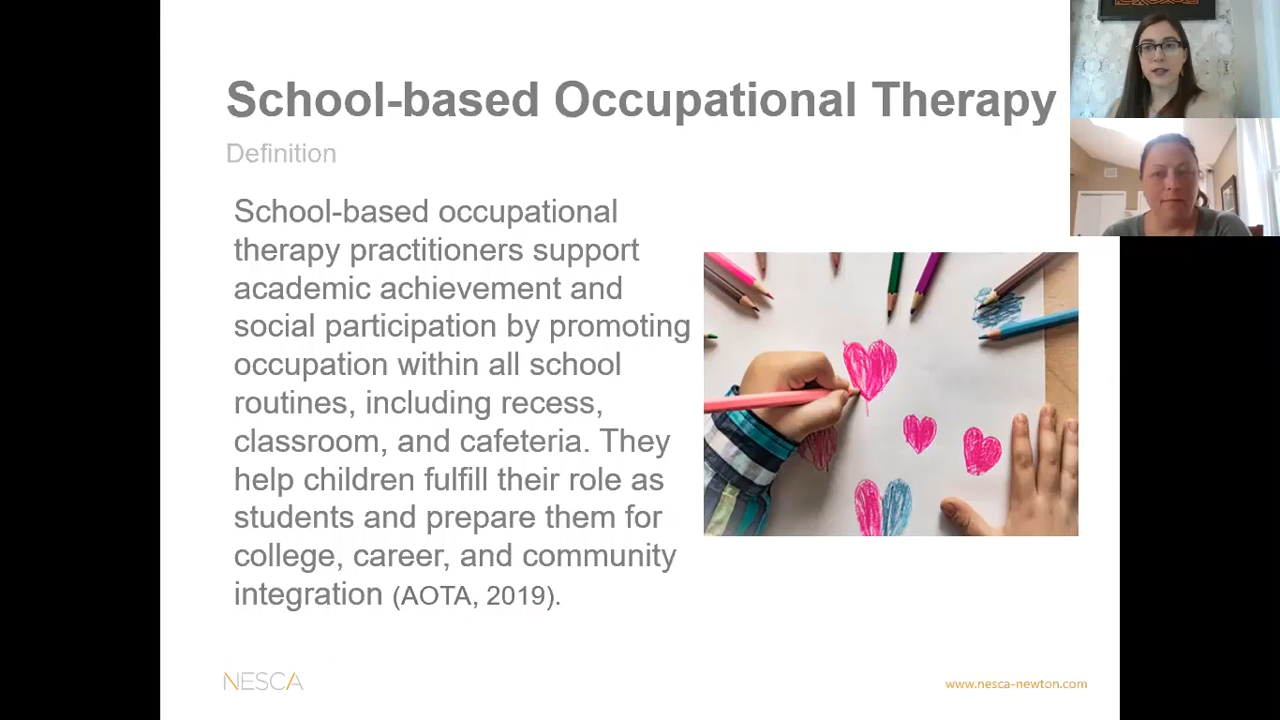 School-based Occupational Therapy
Definition
School-based occupational
therapy practitioners support
academic achievement and
social participation by promoting
occupation within all school
routines, including recess,
classroom, and cafeteria. They
help children fulfill their role as
students and prepare them for
college, career, and community
integration (AOTA, 2019).
NESCA
www.nesca-newton.com